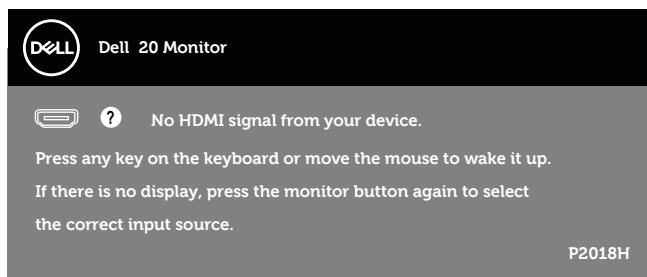 DELL Dell 20 Monitor
? No HDMI signal from your device.
Press any key on the keyboard or move the mouse to wake it up.
If there is no display, press the monitor button again to select
the correct input source.
P2018H